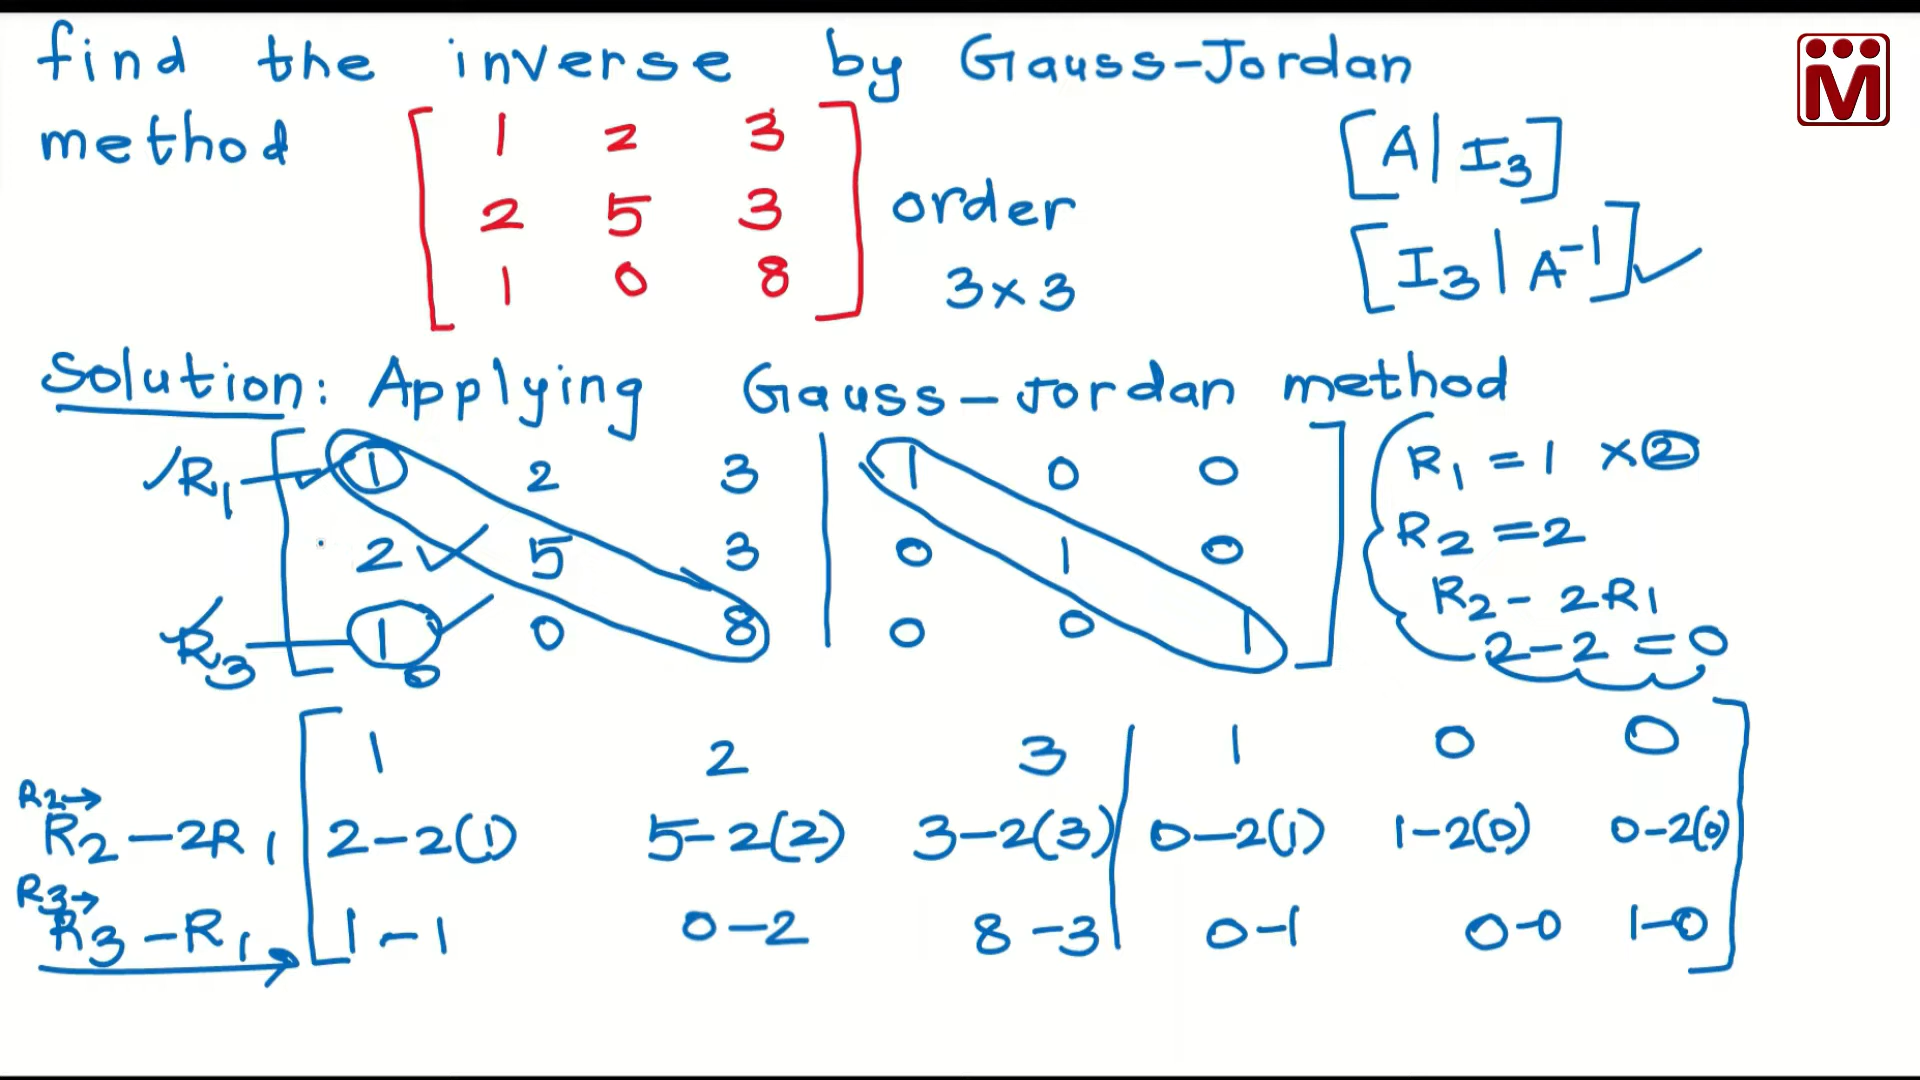 find the inverse by Gauss-Jordan
method
1 2 3
2 5 3
1 0 8
order
3×3
[A|I3]
[I3|A-1]✓
Solution: Applying Gauss-Jordan method
R1 1 2 3 | 1 0 0
2 ✓ 5 3 | 0 1 0
R3 1 0 8 | 0 0 1
0
R1 = 1 ×2
R2 = 2
R2 - 2R1
2-2 = 0
1 2 3 | 1 0 0
R2→
R2-2R1 2-2(1) 5-2(2) 3-2(3) | 0-2(1) 1-2(0) 0-2(0)
R3→
R3-R1 1-1 0-2 8-3 | 0-1 0-0 1-0
M